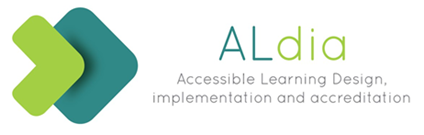 ALdia
Accessible Learning Design,
implementation and accreditation